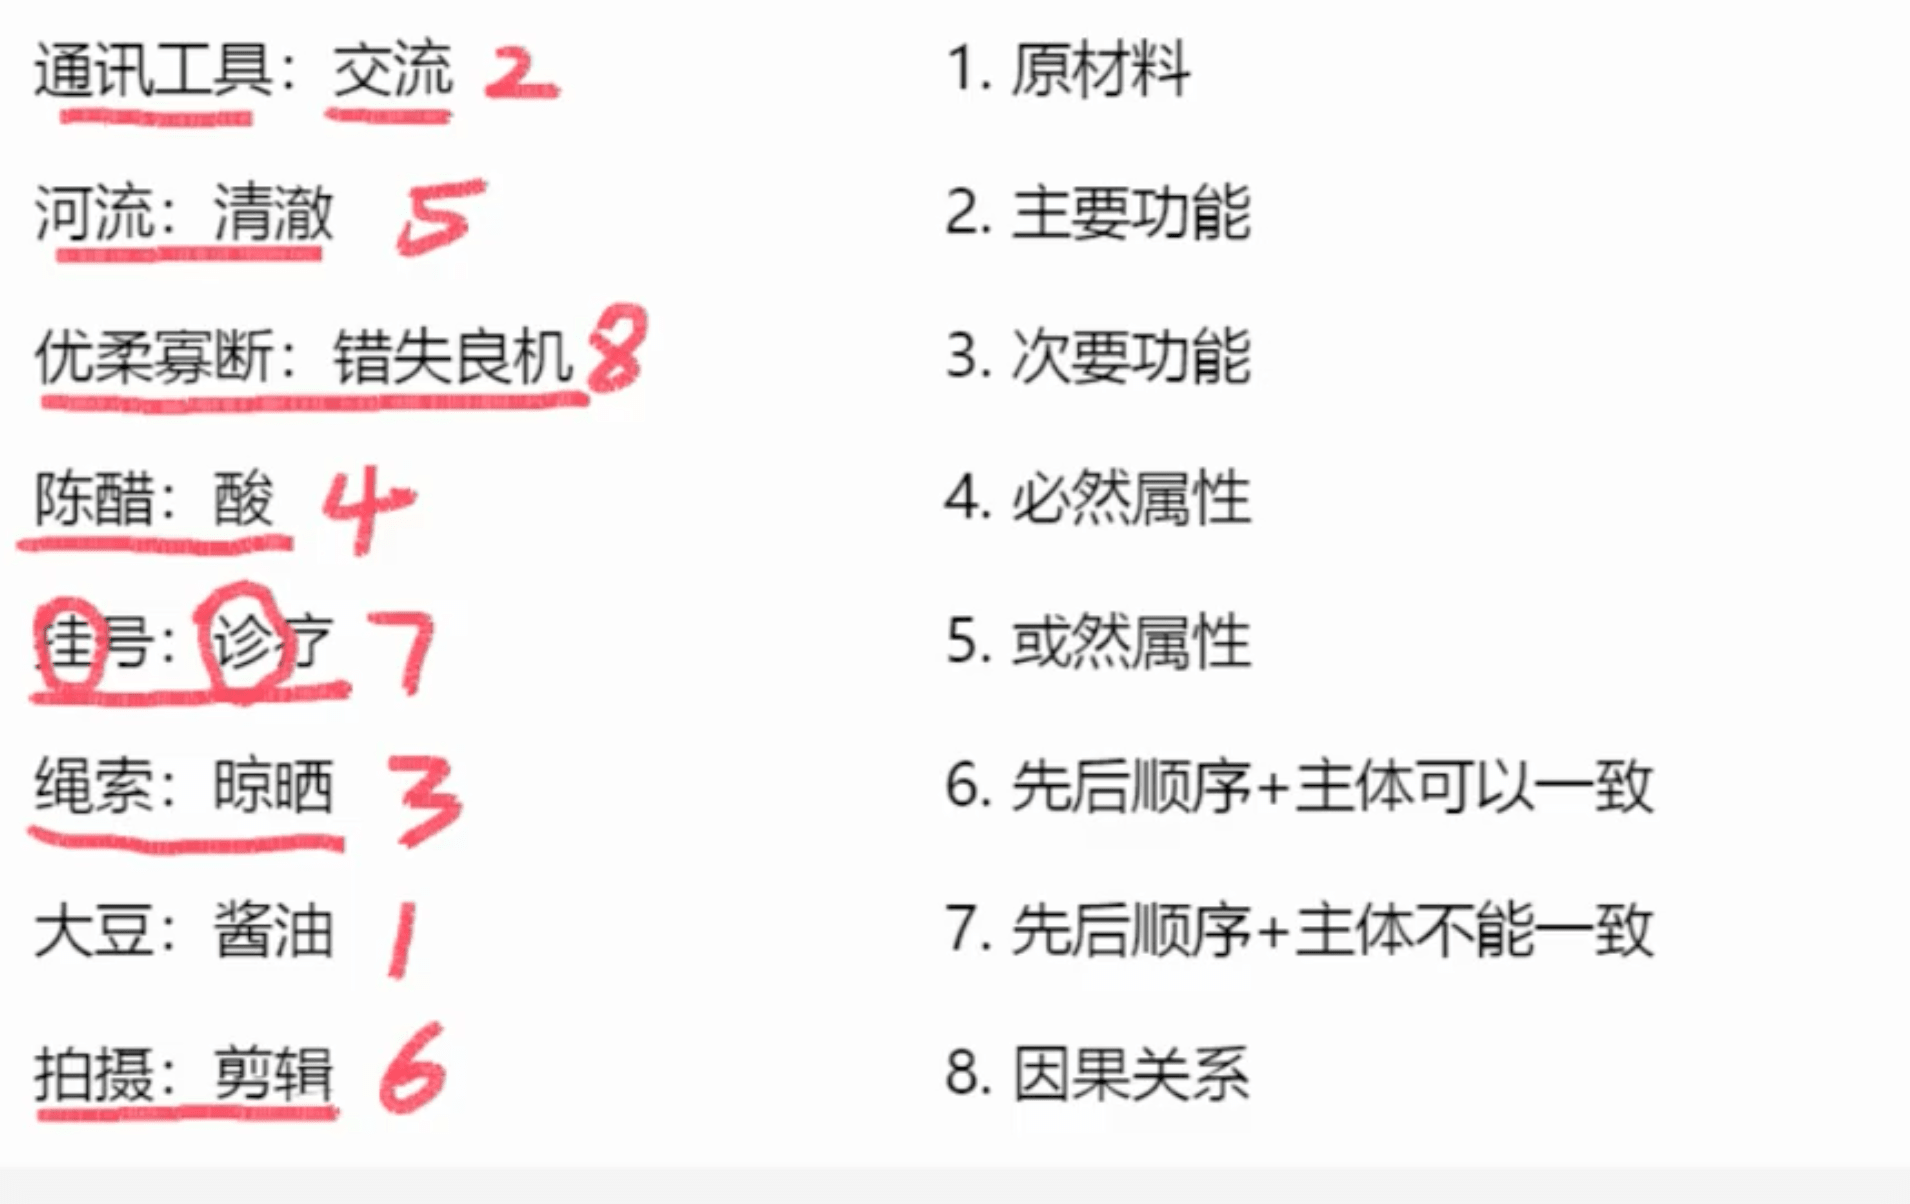 通讯工具：交流 2
1. 原材料
河流：清澈 5
2. 主要功能
优柔寡断：错失良机 8
3. 次要功能
陈醋：酸 4
4. 必然属性
挂号：诊疗 7
5. 或然属性
绳索：晾晒 3
6. 先后顺序+主体可以一致
大豆：酱油 1
7. 先后顺序+主体不能一致
拍摄：剪辑 6
8. 因果关系